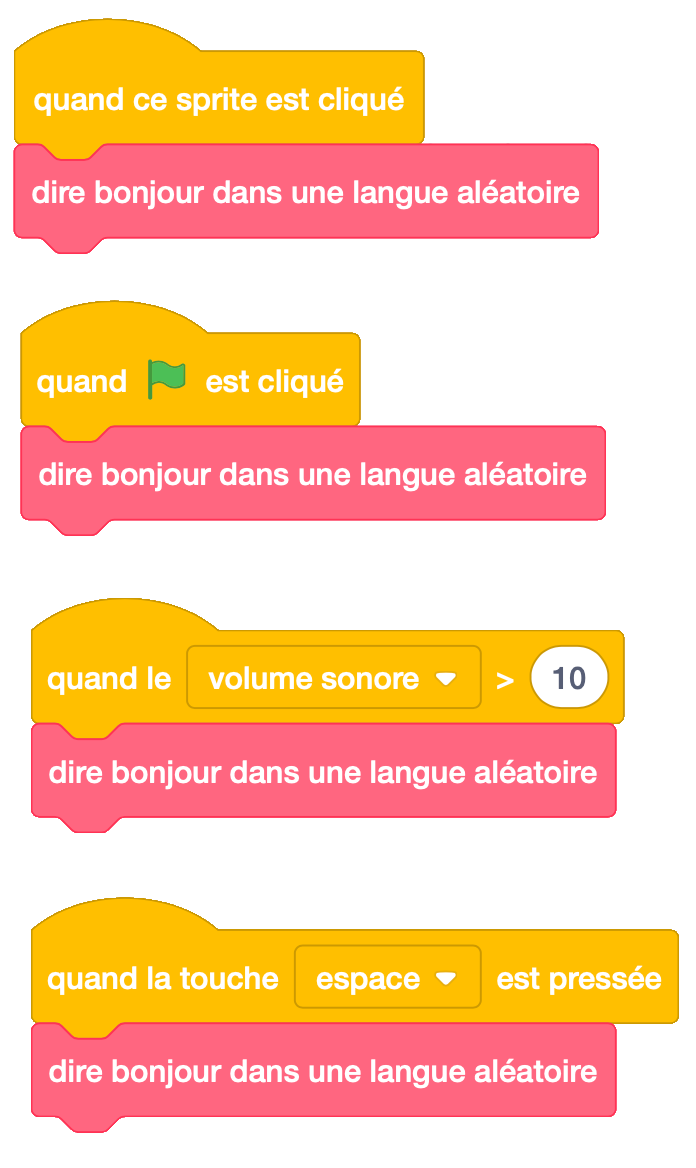 quand ce sprite est cliqué
dire bonjour dans une langue aléatoire
quand est cliqué
dire bonjour dans une langue aléatoire
quand le volume sonore > 10
dire bonjour dans une langue aléatoire
quand la touche espace est pressée
dire bonjour dans une langue aléatoire